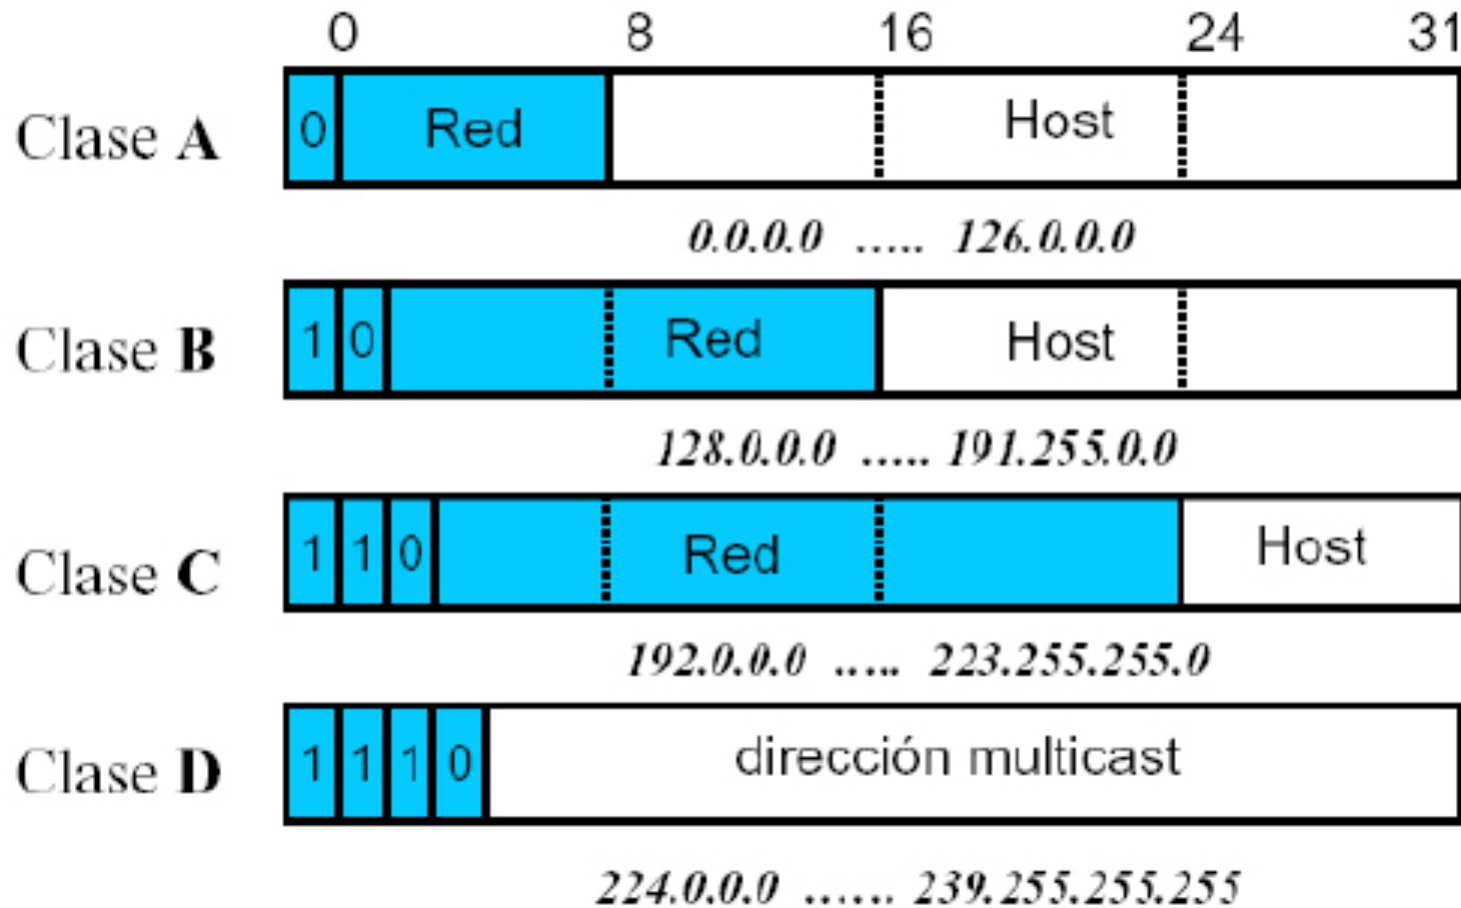 0 8 16 24 31
Clase A 0 Red Host
0.0.0.0 ..... 126.0.0.0
Clase B 1 0 Red Host
128.0.0.0 ..... 191.255.0.0
Clase C 1 1 0 Red Host
192.0.0.0 ..... 223.255.255.0
Clase D 1 1 1 0 dirección multicast
224.0.0.0 ....... 239.255.255.255